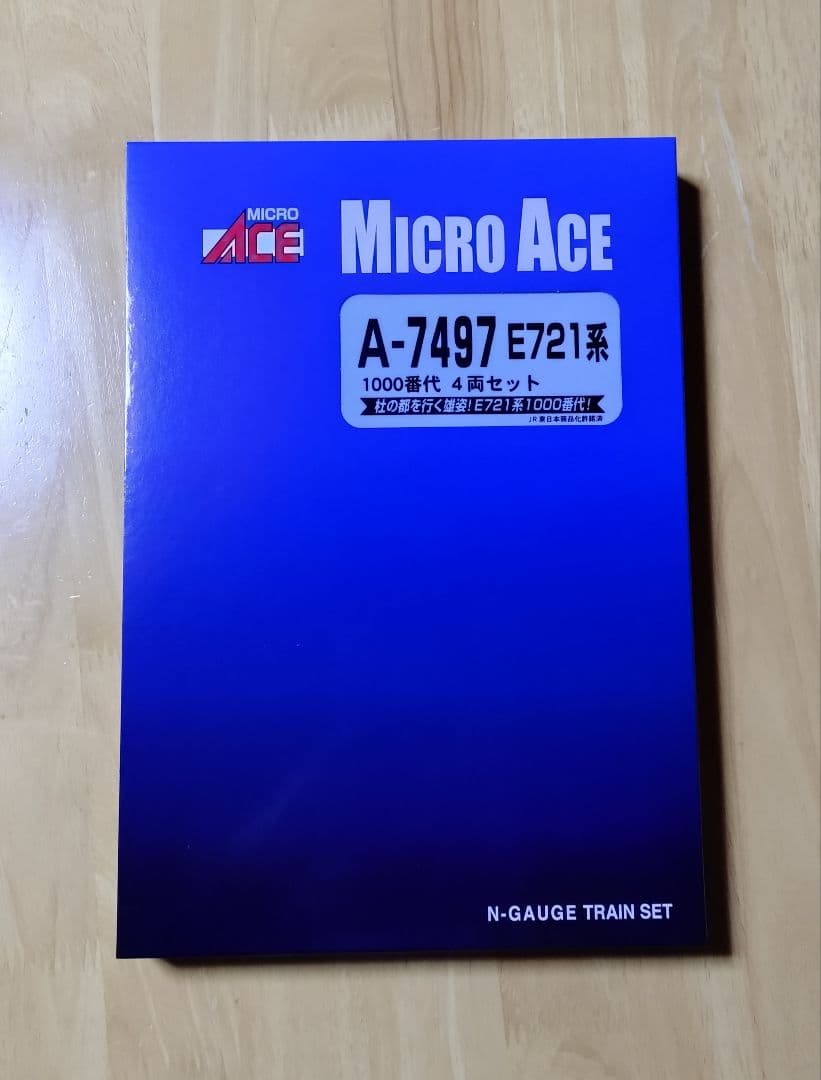 MICRO
ACE
MICRO ACE
A-7497 E721系
1000番代 4両セット
杜の都を行く雄姿!E721系1000番代!
JR東日本商品化許諾済
N-GAUGE TRAIN SET